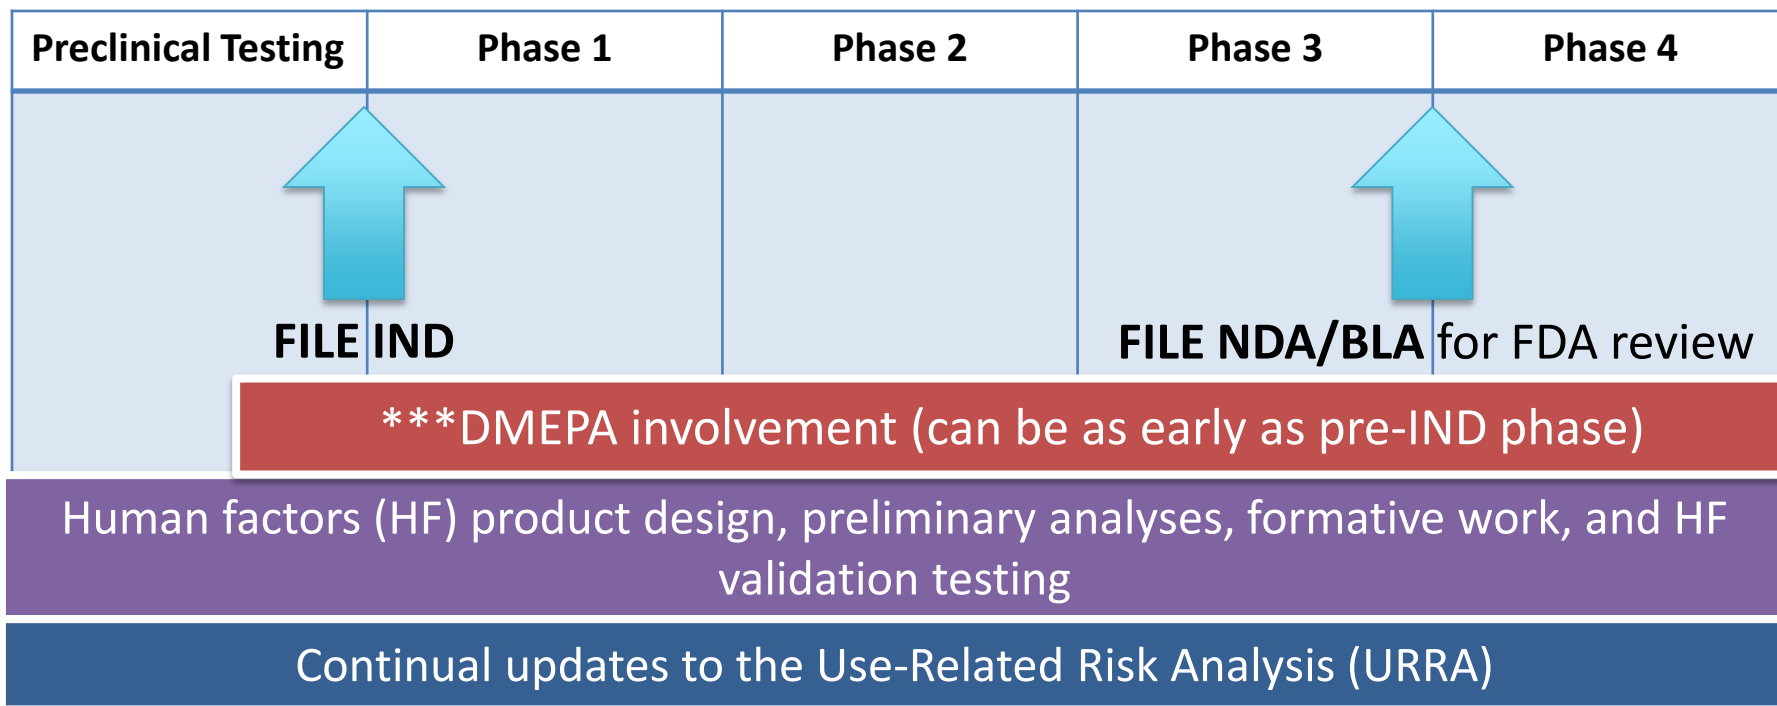 Preclinical Testing Phase 1 Phase 2 Phase 3 Phase 4
FILE IND
FILE NDA/BLA for FDA review
***DMEPA involvement (can be as early as pre-IND phase)
Human factors (HF) product design, preliminary analyses, formative work, and HF
validation testing
Continual updates to the Use-Related Risk Analysis (URRA)